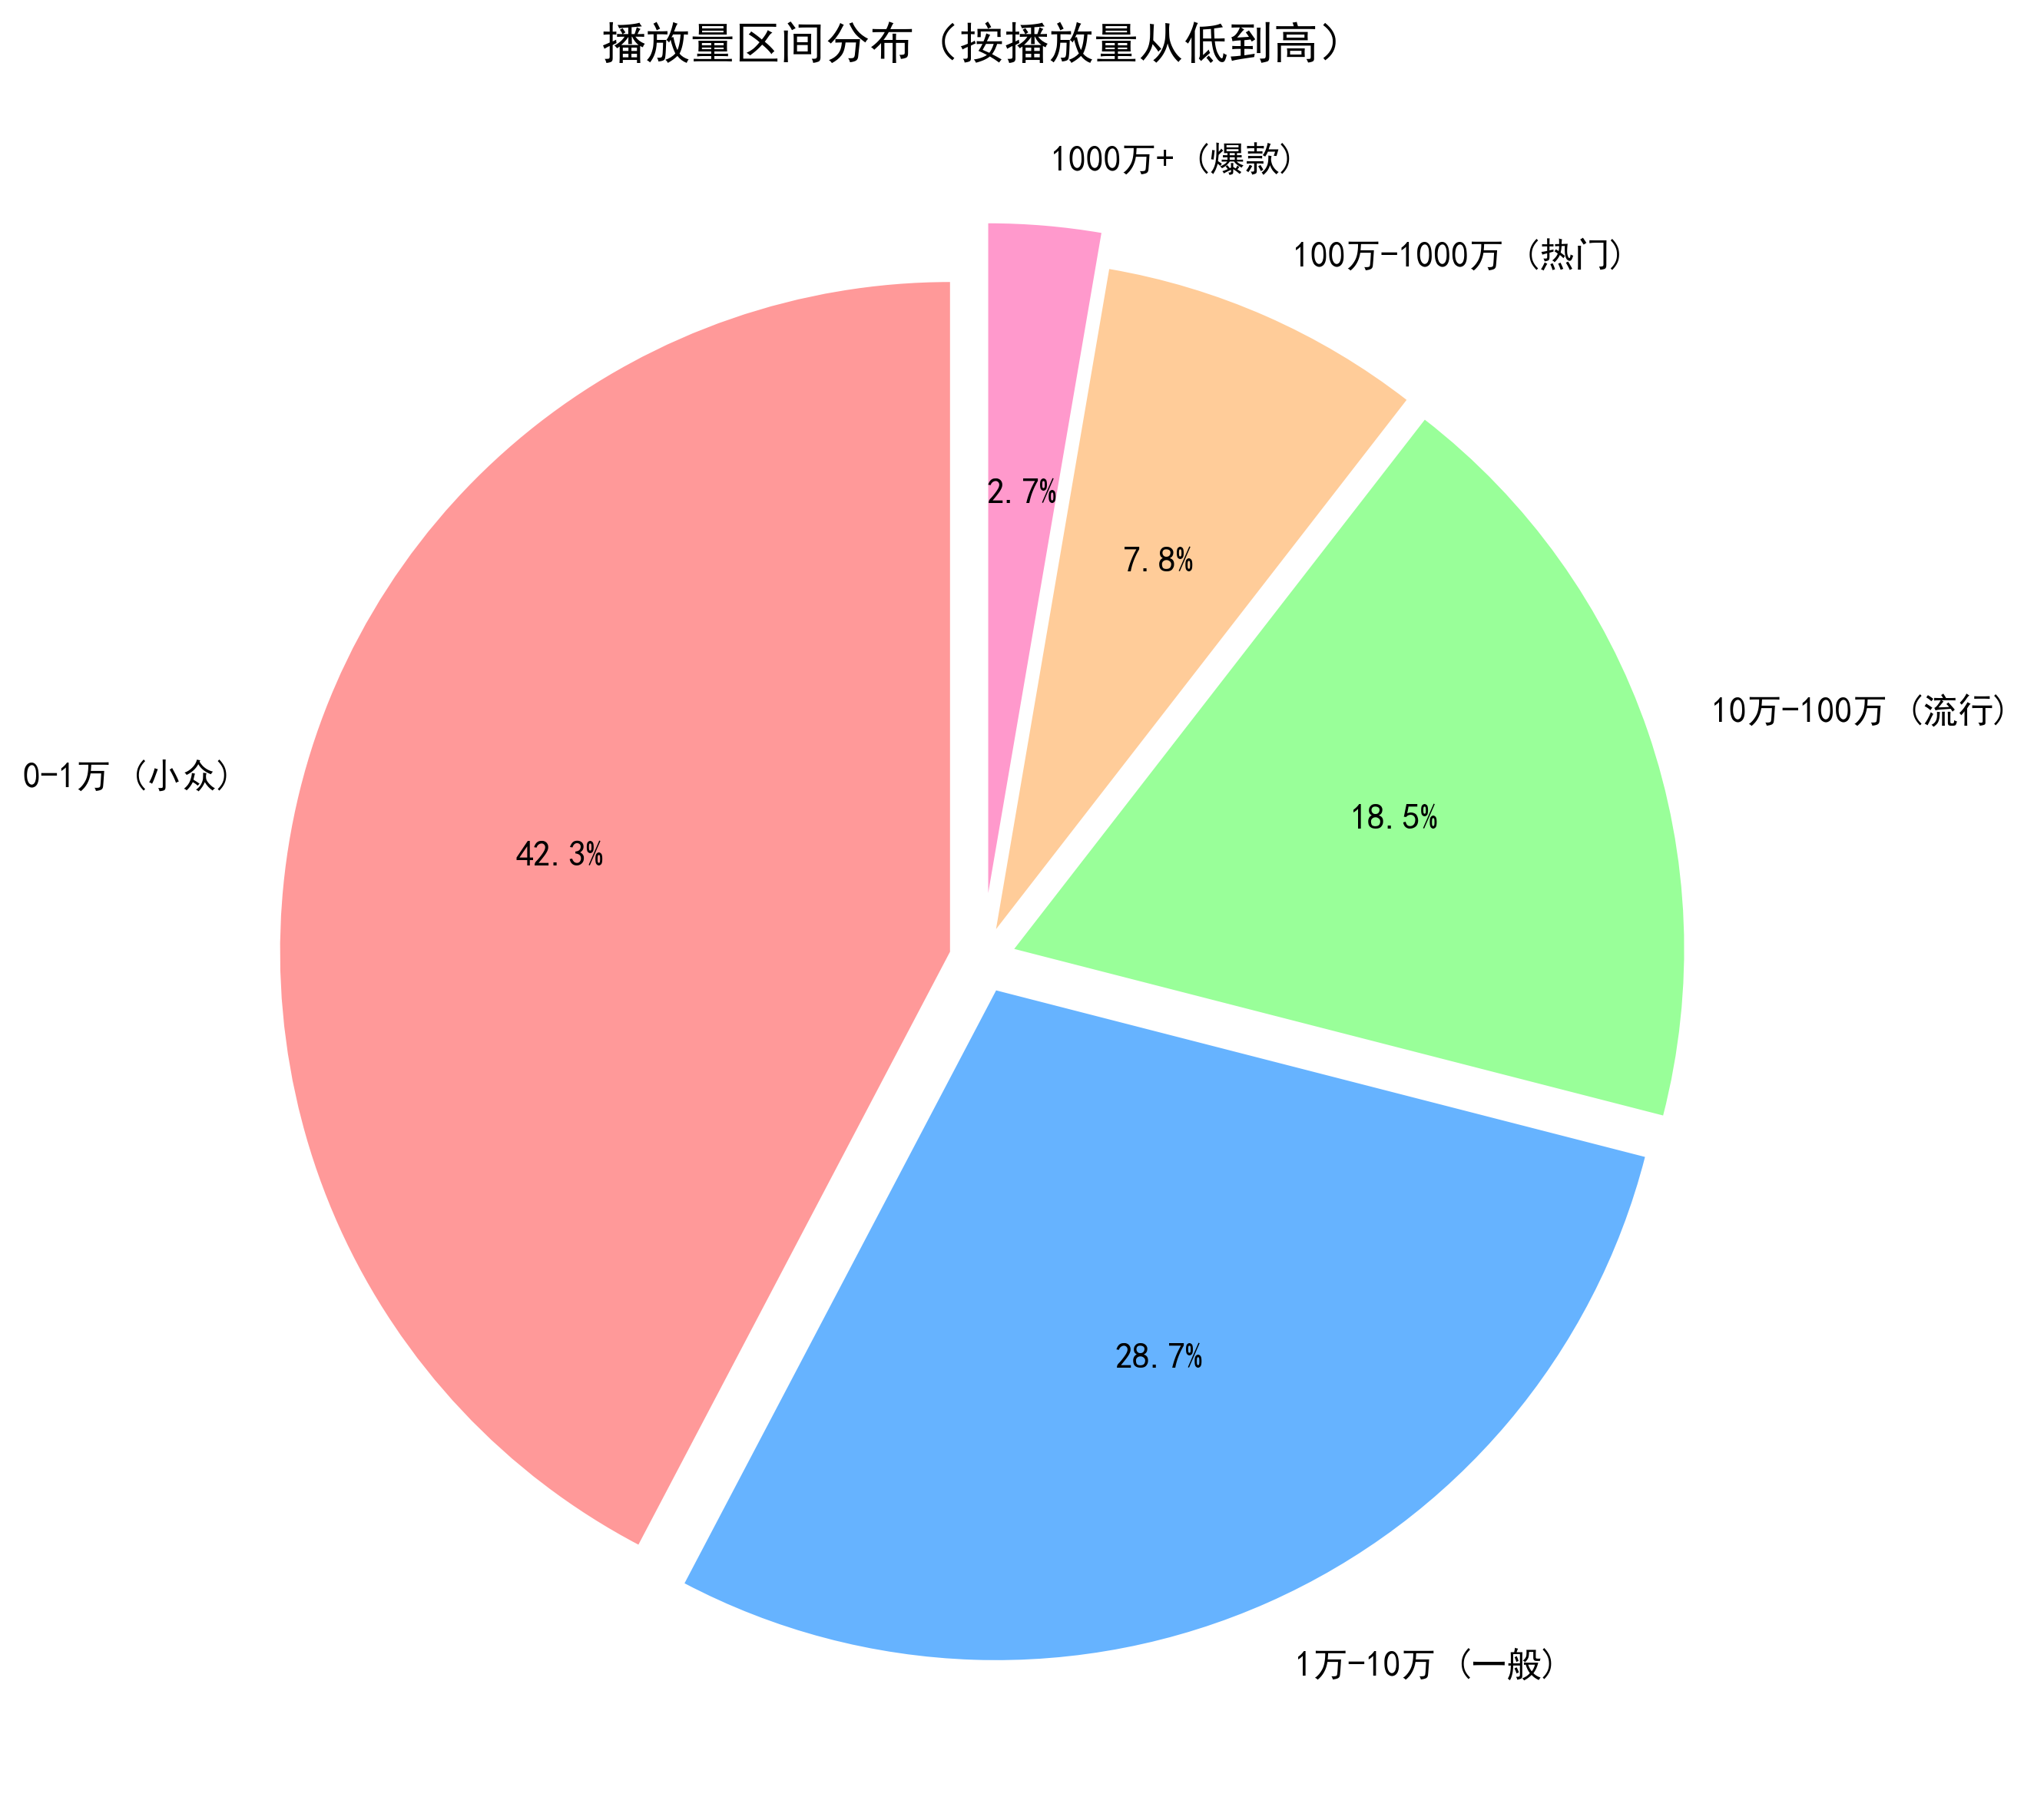 播放量区间分布（按播放量从低到高）
1000万+（爆款）
100万-1000万（热门）
2.7%
7.8%
10万-100万（流行）
0-1万（小众）
18.5%
42.3%
28.7%
1万-10万（一般）